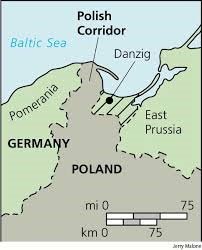 Polish
Corridor
Baltic Sea
Danzig
Pomerania
East
Prussia
GERMANY
POLAND
mi 0 75
km 0 75
Jerry Malone